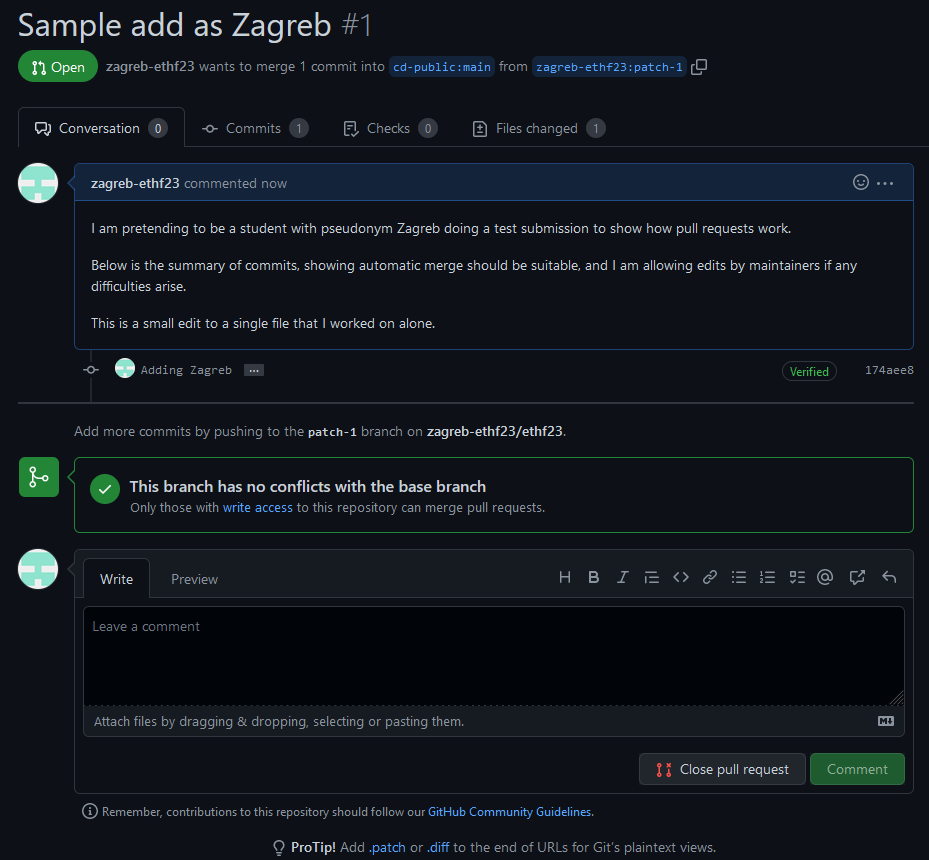 Sample add as Zagreb #1
Open zagreb-ethf23 wants to merge 1 commit into cd-public:main from zagreb-ethf23:patch-1
Conversation 0 Commits 1 Checks 0 Files changed 1
zagreb-ethf23 commented now
I am pretending to be a student with pseudonym Zagreb doing a test submission to show how pull requests work.
Below is the summary of commits, showing automatic merge should be suitable, and I am allowing edits by maintainers if any
difficulties arise.
This is a small edit to a single file that I worked on alone.
Adding Zagreb ... Verified 174aee8
Add more commits by pushing to the patch-1 branch on zagreb-ethf23/ethf23.
This branch has no conflicts with the base branch
Only those with write access to this repository can merge pull requests.
Write Preview
Leave a comment
Attach files by dragging & dropping, selecting or pasting them.
Close pull request Comment
Remember, contributions to this repository should follow our GitHub Community Guidelines.
ProTip! Add .patch or .diff to the end of URLs for Git's plaintext views.